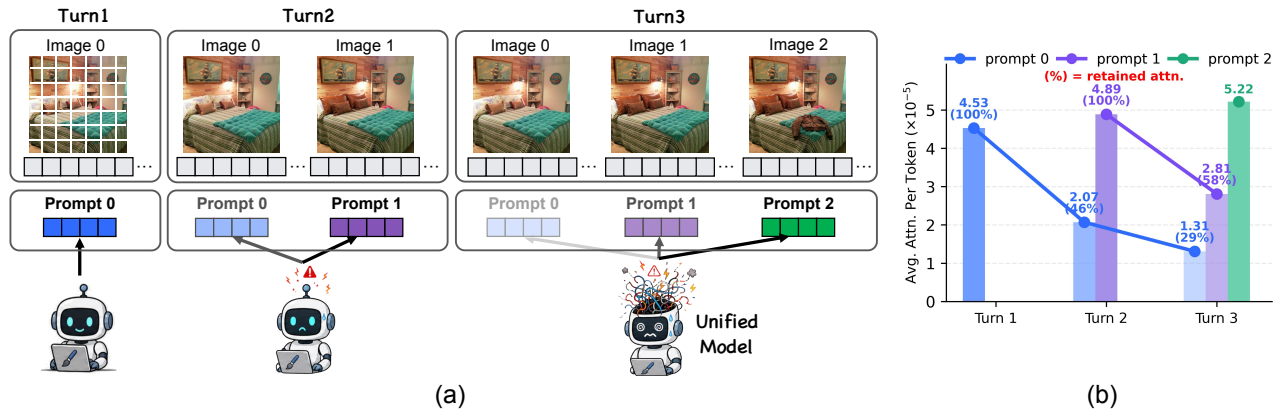 Turn1
Turn2
Turn3
Image 0
Image 0
Image 1
Image 0
Image 1
Image 2
...
...
...
...
...
...
Prompt 0
Prompt 0
Prompt 1
Prompt 0
Prompt 1
Prompt 2
Unified
Model
(a)
prompt 0
prompt 1
prompt 2
(%) = retained attn.
Avg. Attn. Per Token (×10⁻⁵)
5
4
3
2
1
0
4.53
(100%)
2.07
(46%)
4.89
(100%)
1.31
(29%)
2.81
(58%)
5.22
Turn 1
Turn 2
Turn 3
(b)